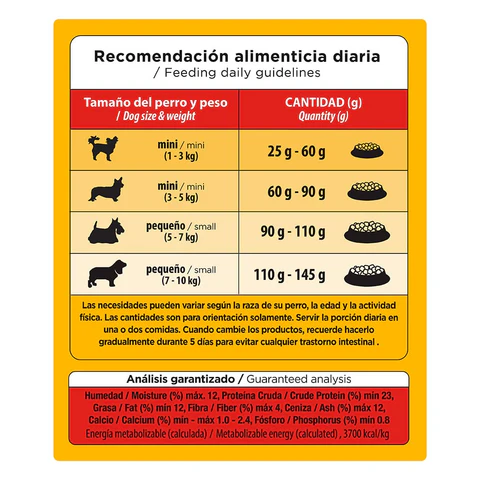 Recomendación alimenticia diaria
/ Feeding daily guidelines
Tamaño del perro y peso
/ Dog size & weight
CANTIDAD (g)
Quantity (g)
mini / mini
(1 - 3 kg)
25 g - 60 g
mini / mini
(3 - 5 kg)
60 g - 90 g
pequeño / small
(5 - 7 kg)
90 g - 110 g
pequeño / small
(7 - 10 kg)
110 g - 145 g
Las necesidades pueden variar según la raza de su perro, la edad y la actividad
física. Las cantidades son para orientación solamente. Servir la porción diaria en
una o dos comidas. Cuando cambie los productos, recuerde hacerlo
gradualmente durante 5 días para evitar cualquier trastorno intestinal .
Análisis garantizado / Guaranteed analysis
Humedad / Moisture (%) máx. 12, Proteína Cruda / Crude Protein (%) min 23,
Grasa / Fat (%) min 12, Fibra / Fiber (%) máx 4, Ceniza / Ash (%) máx 12,
Calcio / Calcium (%) min - máx 1.0 - 2.4, Fósforo / Phosphorus (%) min 0.8
Energía metabolizable (calculada) / Metabolizable energy (calculated) , 3700 kcal/kg